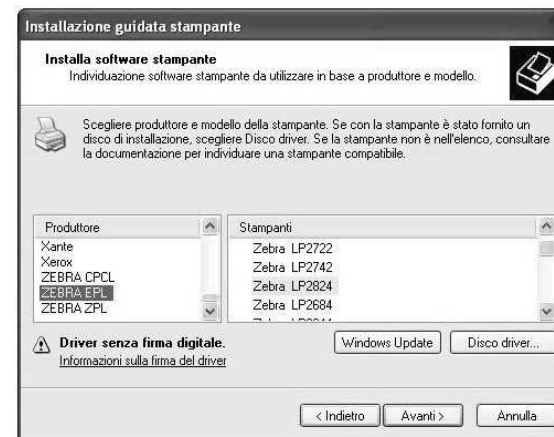 Installazione guidata stampante
Installa software stampante
Individuazione software stampante da utilizzare in base a produttore e modello.
Scegliere produttore e modello della stampante. Se con la stampante è stato fornito un
disco di installazione, scegliere Disco driver. Se la stampante non è nell'elenco, consultare
la documentazione per individuare una stampante compatibile.
Produttore
Xante
Xerox
ZEBRA CPCL
ZEBRA EPL
ZEBRA ZPL
Stampanti
Zebra LP2722
Zebra LP2742
Zebra LP2824
Zebra LP2684
Driver senza firma digitale.
Informazioni sulla firma del driver
Windows Update
Disco driver...
< Indietro
Avanti >
Annulla